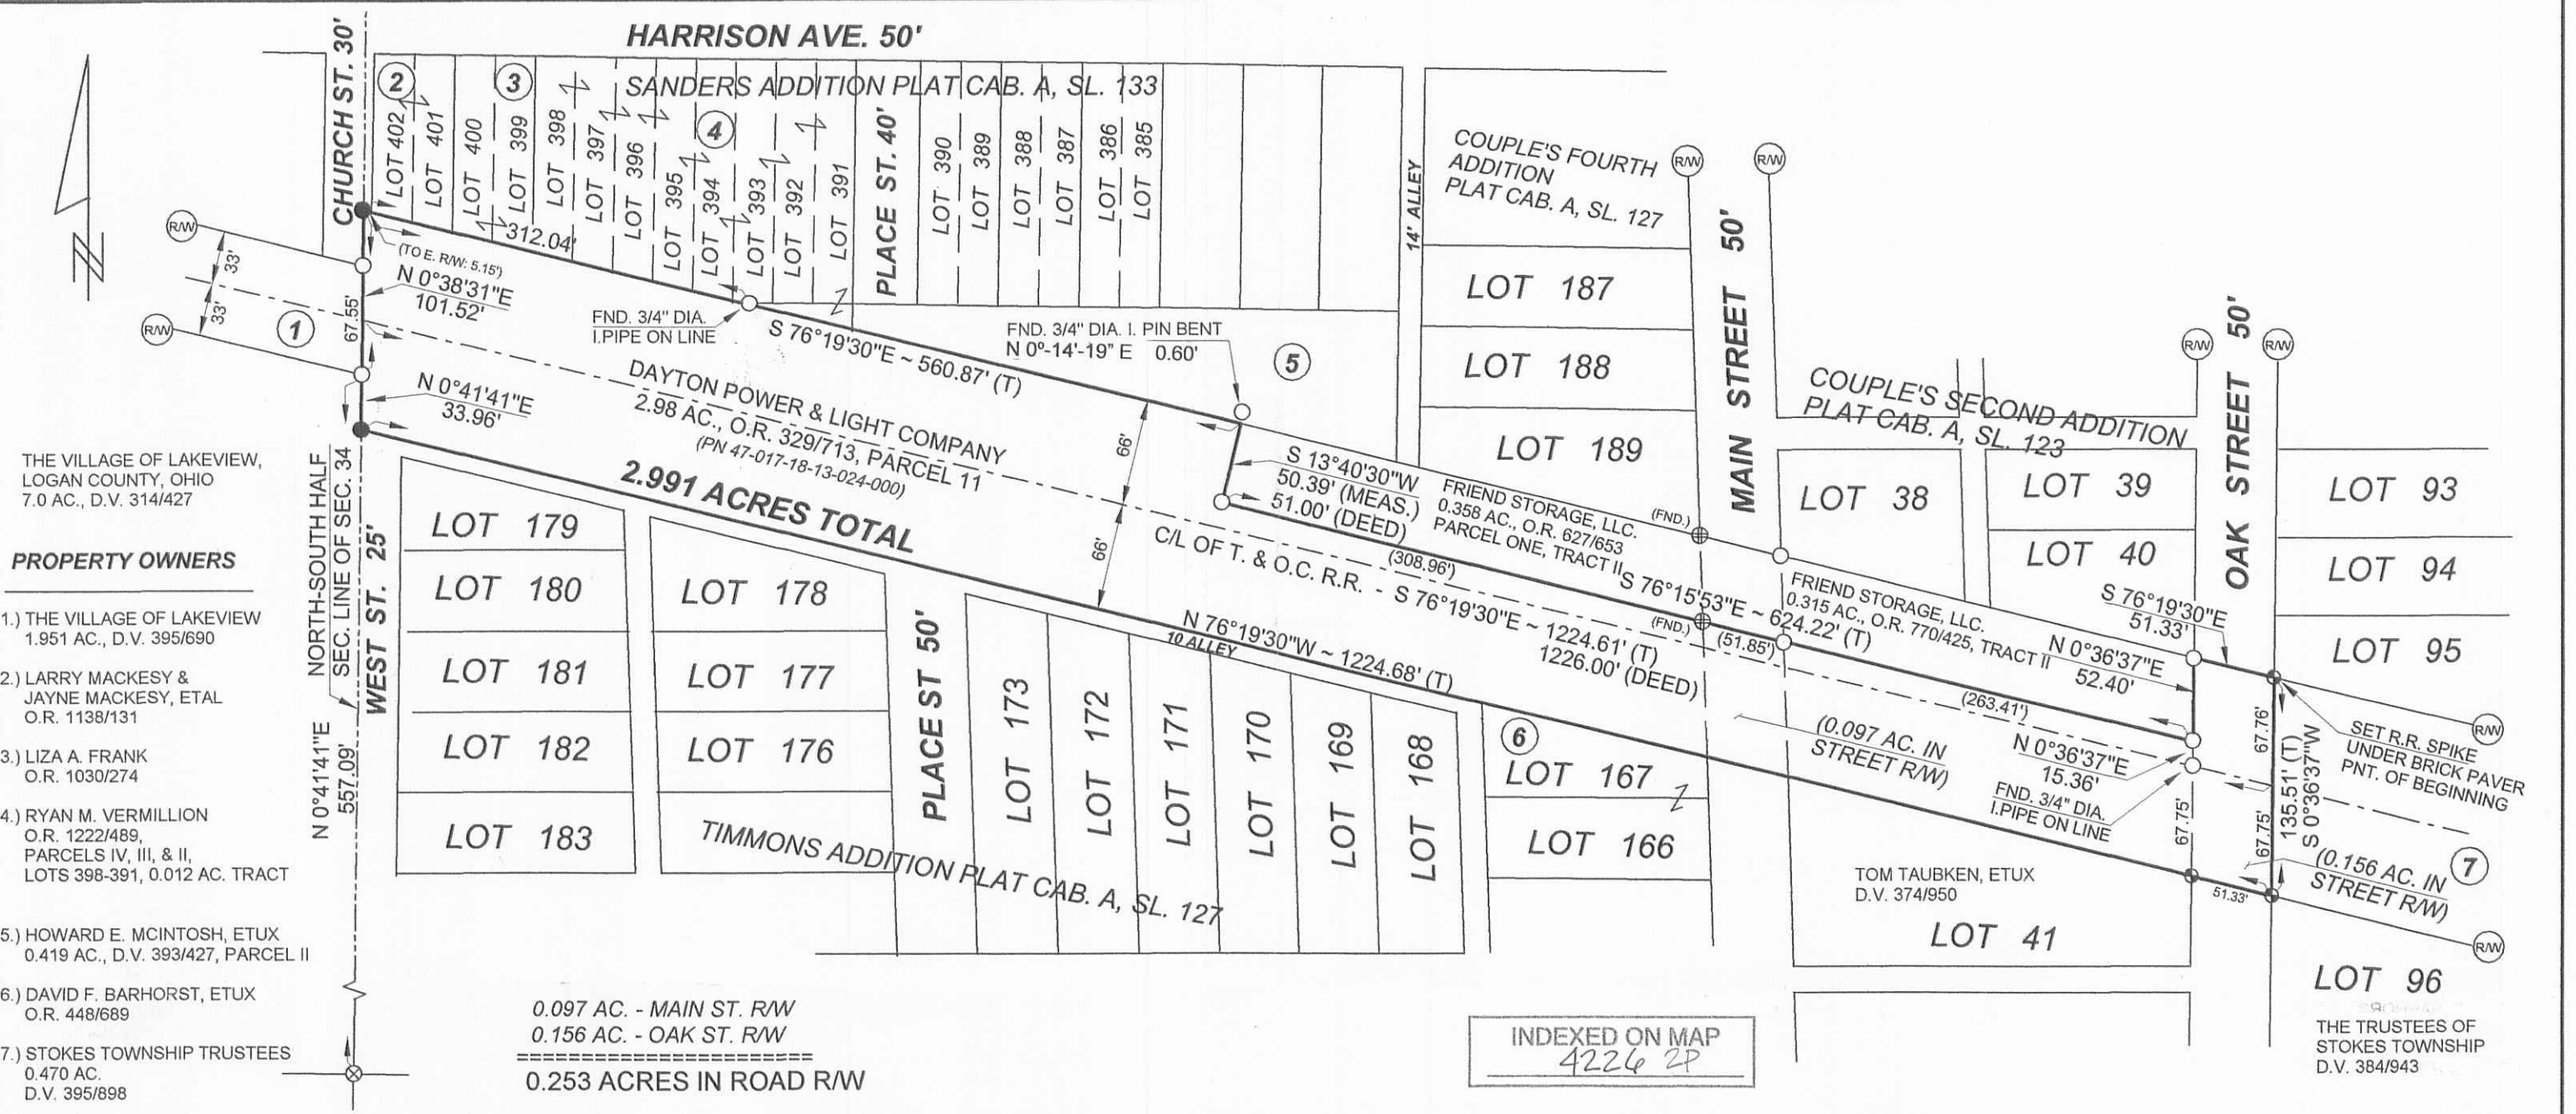 HARRISON AVE. 50'
CHURCH ST. 30'
2
3
SANDERS ADDITION PLAT CAB. A, SL. 133
4
LOT 402
LOT 401
LOT 400
LOT 399
LOT 398
LOT 397
LOT 396
LOT 395
LOT 394
LOT 393
LOT 392
LOT 391
PLACE ST. 40'
LOT 390
LOT 389
LOT 388
LOT 387
LOT 386
LOT 385
14' ALLEY
COUPLE'S FOURTH
ADDITION
PLAT CAB. A, SL. 127
R/W
R/W
LOT 187
LOT 188
LOT 189
MAIN STREET 50'
R/W
R/W
OAK STREET 50'
COUPLE'S SECOND ADDITION
PLAT CAB. A, SL. 123
LOT 38
LOT 39
LOT 40
LOT 93
LOT 94
LOT 95
N
R/W
33'
33'
R/W
1
67.55'
(TO E. R/W: 5.15')
N 0°38'31"E
101.52'
312.04'
N 0°41'41"E
33.96'
FND. 3/4" DIA.
I.PIPE ON LINE
S 76°19'30"E ~ 560.87' (T)
FND. 3/4" DIA. I. PIN BENT
N 0º-14'-19" E 0.60'
5
DAYTON POWER & LIGHT COMPANY
2.98 AC., O.R. 329/713, PARCEL 11
(PN 47-017-18-13-024-000)
2.991 ACRES TOTAL
66'
66'
S 13°40'30"W
50.39' (MEAS.)
51.00' (DEED)
FRIEND STORAGE, LLC.
0.358 AC., O.R. 627/653
PARCEL ONE, TRACT II
(FND.)
(308.96')
S 76°15'53"E ~ 624.22' (T)
C/L OF T. & O.C. R.R. - S 76°19'30"E ~ 1224.61' (T)
1226.00' (DEED)
(FND.)
(51.85')
FRIEND STORAGE, LLC.
0.315 AC., O.R. 770/425, TRACT II
S 76°19'30"E
51.33'
N 0°36'37"E
52.40'
(263.41')
N 76°19'30"W ~ 1224.68' (T)
10 ALLEY
(0.097 AC. IN
STREET R/W)
N 0°36'37"E
15.36'
FND. 3/4" DIA.
I.PIPE ON LINE
67.75'
67.76'
67.75'
135.51' (T)
S 0°36'37"W
SET R.R. SPIKE
UNDER BRICK PAVER
PNT. OF BEGINNING
R/W
(0.156 AC. IN
STREET R/W)
7
51.33'
R/W
THE VILLAGE OF LAKEVIEW,
LOGAN COUNTY, OHIO
7.0 AC., D.V. 314/427
PROPERTY OWNERS
1.) THE VILLAGE OF LAKEVIEW
1.951 AC., D.V. 395/690
2.) LARRY MACKESY &
JAYNE MACKESY, ETAL
O.R. 1138/131
3.) LIZA A. FRANK
O.R. 1030/274
4.) RYAN M. VERMILLION
O.R. 1222/489,
PARCELS IV, III, & II,
LOTS 398-391, 0.012 AC. TRACT
5.) HOWARD E. MCINTOSH, ETUX
0.419 AC., D.V. 393/427, PARCEL II
6.) DAVID F. BARHORST, ETUX
O.R. 448/689
7.) STOKES TOWNSHIP TRUSTEES
0.470 AC.
D.V. 395/898
NORTH-SOUTH HALF
SEC. LINE OF SEC. 34
N 0°41'41"E
557.09'
WEST ST. 25'
LOT 179
LOT 180
LOT 181
LOT 182
LOT 183
LOT 178
LOT 177
LOT 176
PLACE ST 50'
TIMMONS ADDITION PLAT CAB. A, SL. 127
LOT 173
LOT 172
LOT 171
LOT 170
LOT 169
LOT 168
6
LOT 167
LOT 166
TOM TAUBKEN, ETUX
D.V. 374/950
LOT 41
LOT 96
THE TRUSTEES OF
STOKES TOWNSHIP
D.V. 384/943
0.097 AC. - MAIN ST. R/W
0.156 AC. - OAK ST. R/W
=======================
0.253 ACRES IN ROAD R/W
INDEXED ON MAP
4226 2P